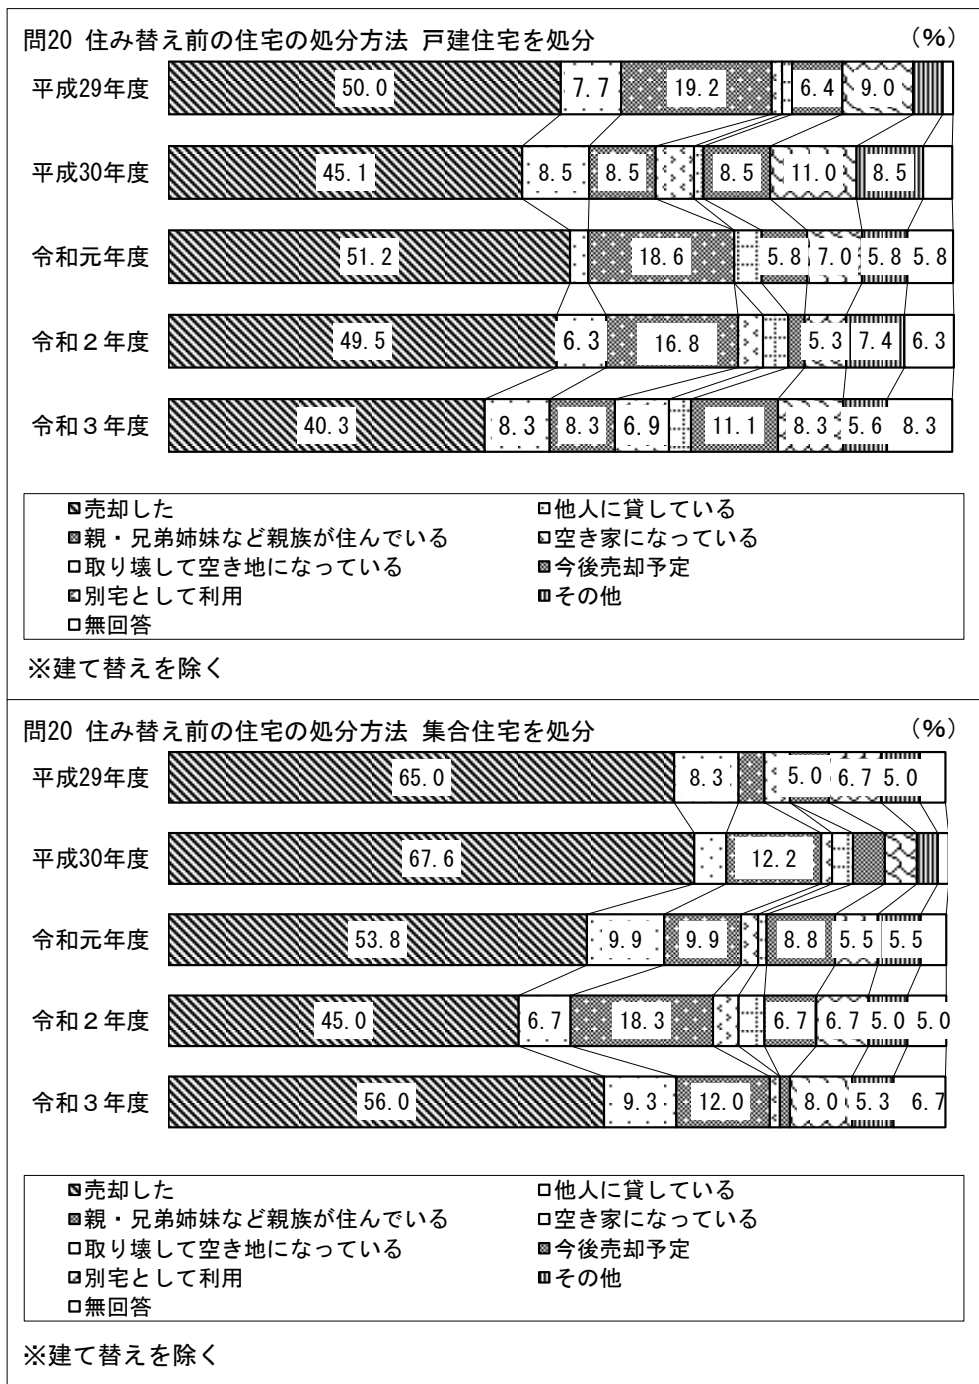 問20 住み替え前の住宅の処分方法 戸建住宅を処分 (%)
平成29年度 50.0 7.7 19.2 6.4 9.0
平成30年度 45.1 8.5 8.5 8.5 11.0 8.5
令和元年度 51.2 18.6 5.8 7.0 5.8 5.8
令和2年度 49.5 6.3 16.8 5.3 7.4 6.3
令和3年度 40.3 8.3 8.3 6.9 11.1 8.3 5.6 8.3
売却した 他人に貸している
親・兄弟姉妹など親族が住んでいる 空き家になっている
取り壊して空き地になっている 今後売却予定
別宅として利用 その他
無回答
※建て替えを除く
問20 住み替え前の住宅の処分方法 集合住宅を処分 (%)
平成29年度 65.0 8.3 5.0 6.7 5.0
平成30年度 67.6 12.2
令和元年度 53.8 9.9 9.9 8.8 5.5 5.5
令和2年度 45.0 6.7 18.3 6.7 6.7 5.0 5.0
令和3年度 56.0 9.3 12.0 8.0 5.3 6.7
売却した 他人に貸している
親・兄弟姉妹など親族が住んでいる 空き家になっている
取り壊して空き地になっている 今後売却予定
別宅として利用 その他
無回答
※建て替えを除く